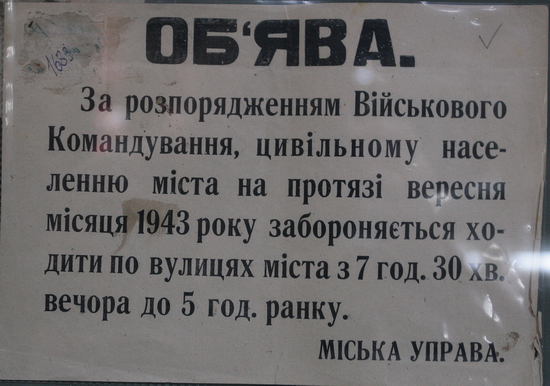 1683
ОБ‘ЯВА.
За розпорядженням Військового
Командування, цивільному насе-
ленню міста на протязі вересня
місяця 1943 року забороняється хо-
дити по вулицях міста з 7 год. 30 хв.
вечора до 5 год. ранку.
МІСЬКА УПРАВА.